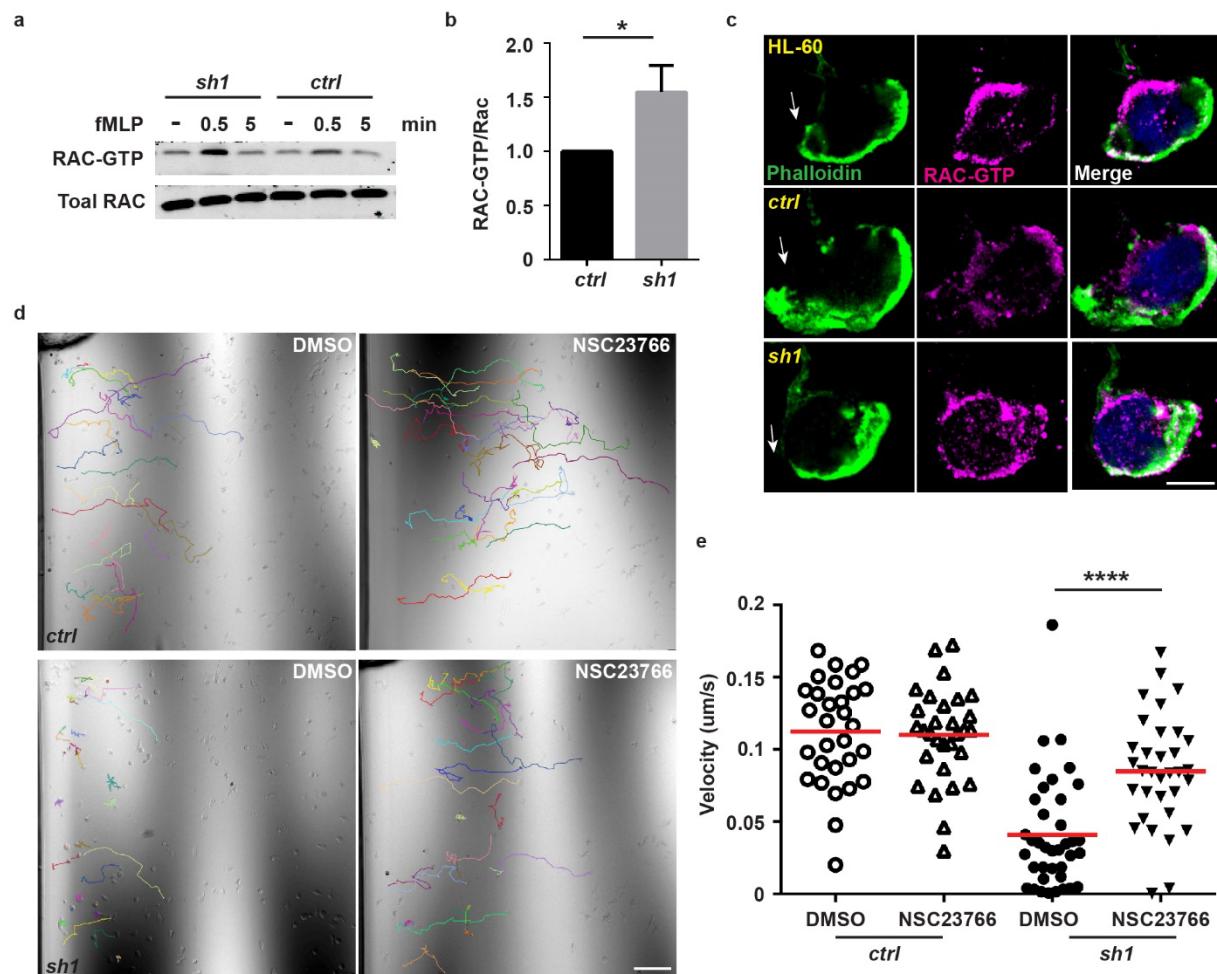 a
sh1 ctrl
fMLP - 0.5 5 - 0.5 5 min
RAC-GTP
Toal RAC
b
*
2.0
1.5
1.0
0.5
0
RAC-GTP/Rac
ctrl sh1
c
HL-60
Phalloidin RAC-GTP Merge
ctrl
sh1
d
DMSO NSC23766
ctrl
DMSO NSC23766
sh1
e
****
0.2
0.15
0.1
0.05
0
Velocity (um/s)
DMSO NSC23766 DMSO NSC23766
ctrl sh1